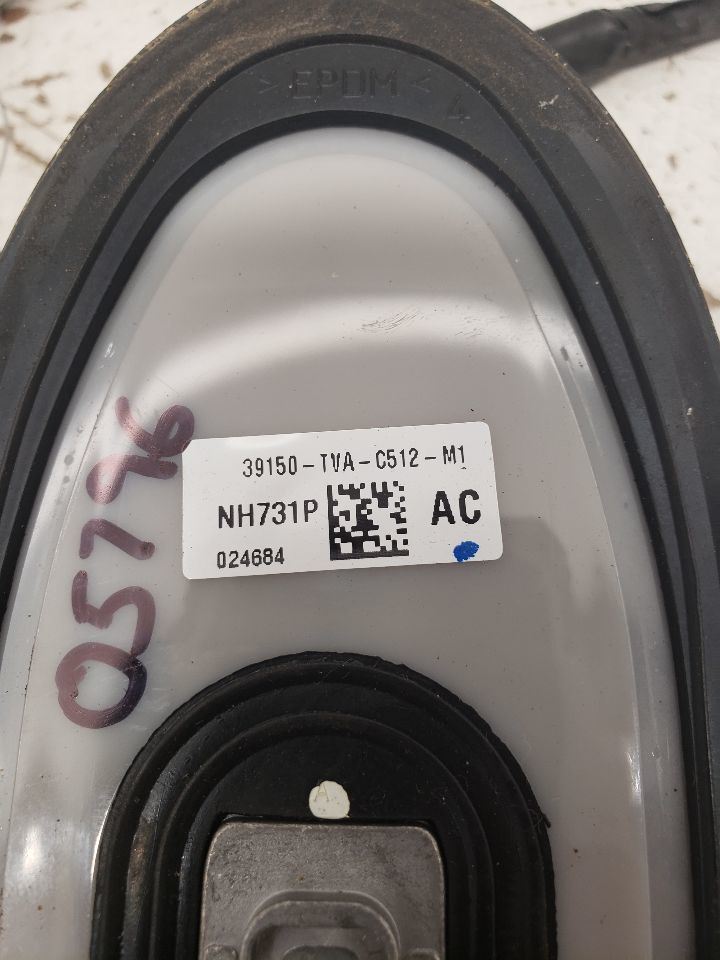 > EPDM <
4
39150-TVA-C512-M1
NH731P AC
024684
05796